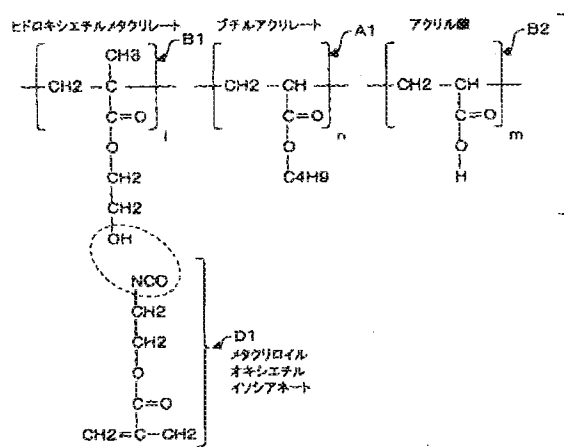 ヒドロキシエチルメタクリレート
ブチルアクリレート
アクリル酸
B1
A1
B2
CH3
CH2 C
CH2 CH
CH2 CH
C=O
C=O
C=O
l
n
m
O
O
O
CH2
C4H9
H
CH2
OH
NCO
CH2
CH2
D1
メタクリロイル
オキシエチル
イソシアネート
O
C=O
CH2=C CH2